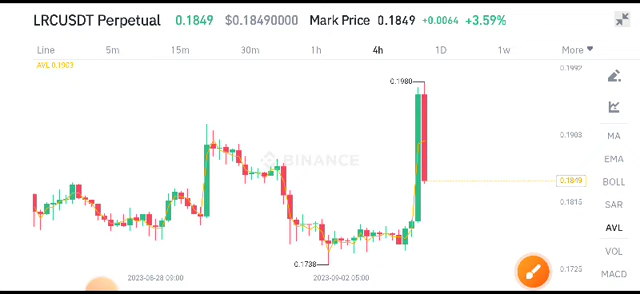 LRCUSDT Perpetual 0.1849 $0.18490000 Mark Price 0.1849 +0.0064 +3.59%
Line 5m 15m 30m 1h 4h 1D 1w More
AVL 0.1903
0.1992
0.1980
0.1903
MA
EMA
BINANCE
0.1849
BOLL
0.1815
SAR
AVL
VOL
0.1738
0.1725
MACD
2023-08-28 09:00 2023-09-02 05:00